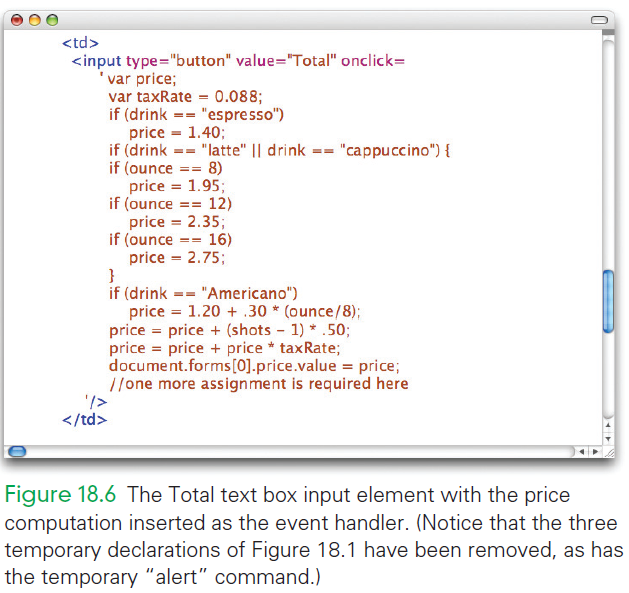 <td>
<input type="button" value="Total" onclick=
' var price;
var taxRate = 0.088;
if (drink == "espresso")
price = 1.40;
if (drink == "latte" || drink == "cappuccino") {
if (ounce == 8)
price = 1.95;
if (ounce == 12)
price = 2.35;
if (ounce == 16)
price = 2.75;
}
if (drink == "Americano")
price = 1.20 + .30 * (ounce/8);
price = price + (shots - 1) * .50;
price = price + price * taxRate;
document.forms[0].price.value = price;
//one more assignment is required here
'/>
</td>
Figure 18.6 The Total text box input element with the price
computation inserted as the event handler. (Notice that the three
temporary declarations of Figure 18.1 have been removed, as has
the temporary “alert” command.)